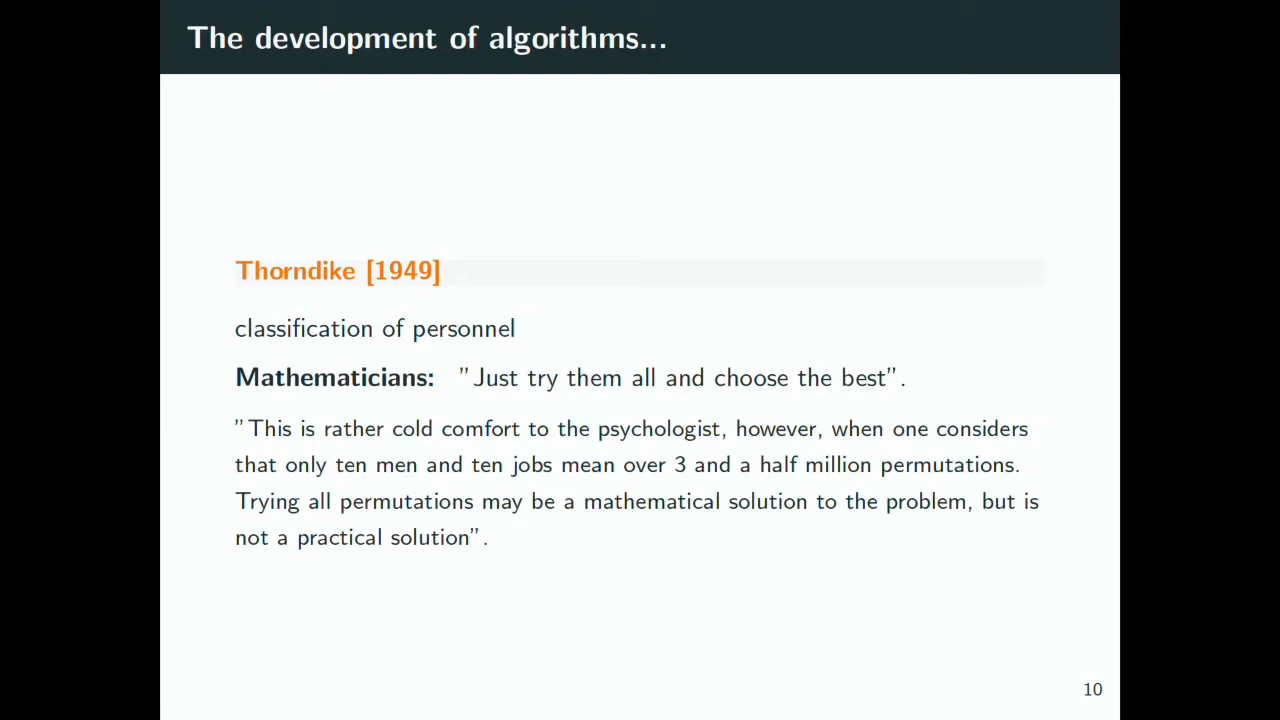 The development of algorithms...
Thorndike [1949]
classification of personnel
Mathematicians: ”Just try them all and choose the best”.
”This is rather cold comfort to the psychologist, however, when one considers
that only ten men and ten jobs mean over 3 and a half million permutations.
Trying all permutations may be a mathematical solution to the problem, but is
not a practical solution”.
10